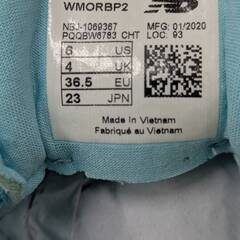 WMORBP2
NBJ-1069367 MFG: 01/2020
PQQBW6783 CHT LOC. 93
6 US
4 UK
36.5 EU
23 JPN
Made in Vietnam
Fabriqué au Vietnam